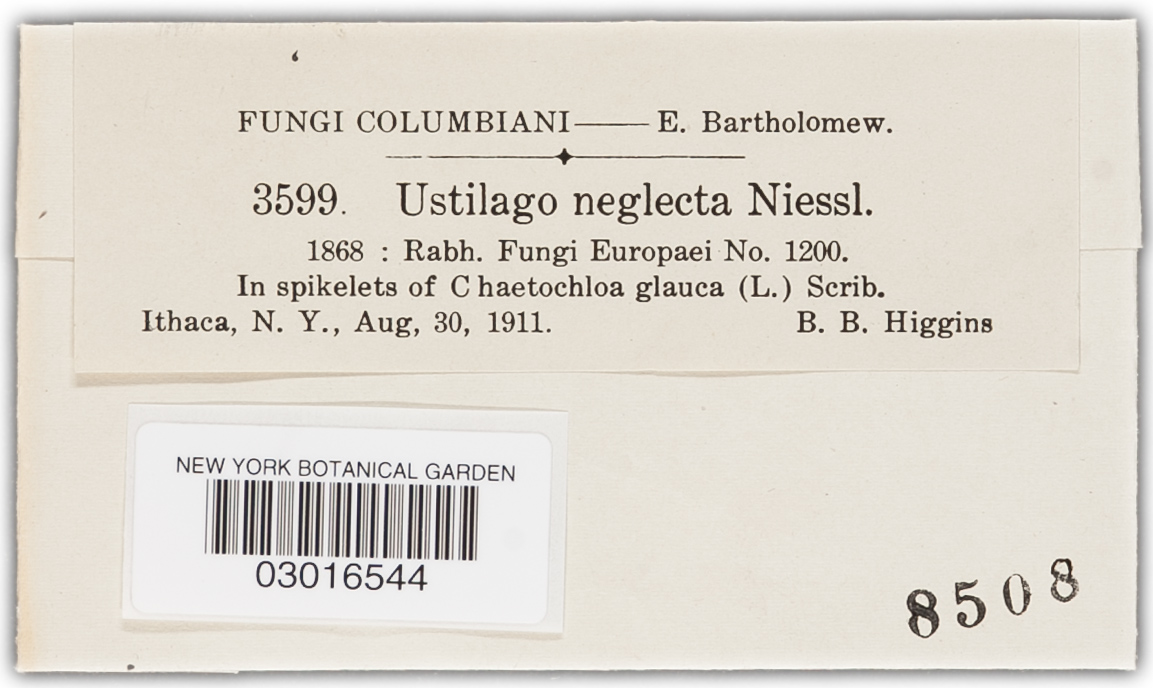 FUNGI COLUMBIANI—— E. Bartholomew.
3599. Ustilago neglecta Niessl.
1868 : Rabh. Fungi Europaei No. 1200.
In spikelets of C haetochloa glauca (L.) Scrib.
Ithaca, N. Y., Aug, 30, 1911. B. B. Higgins
NEW YORK BOTANICAL GARDEN
03016544
8508